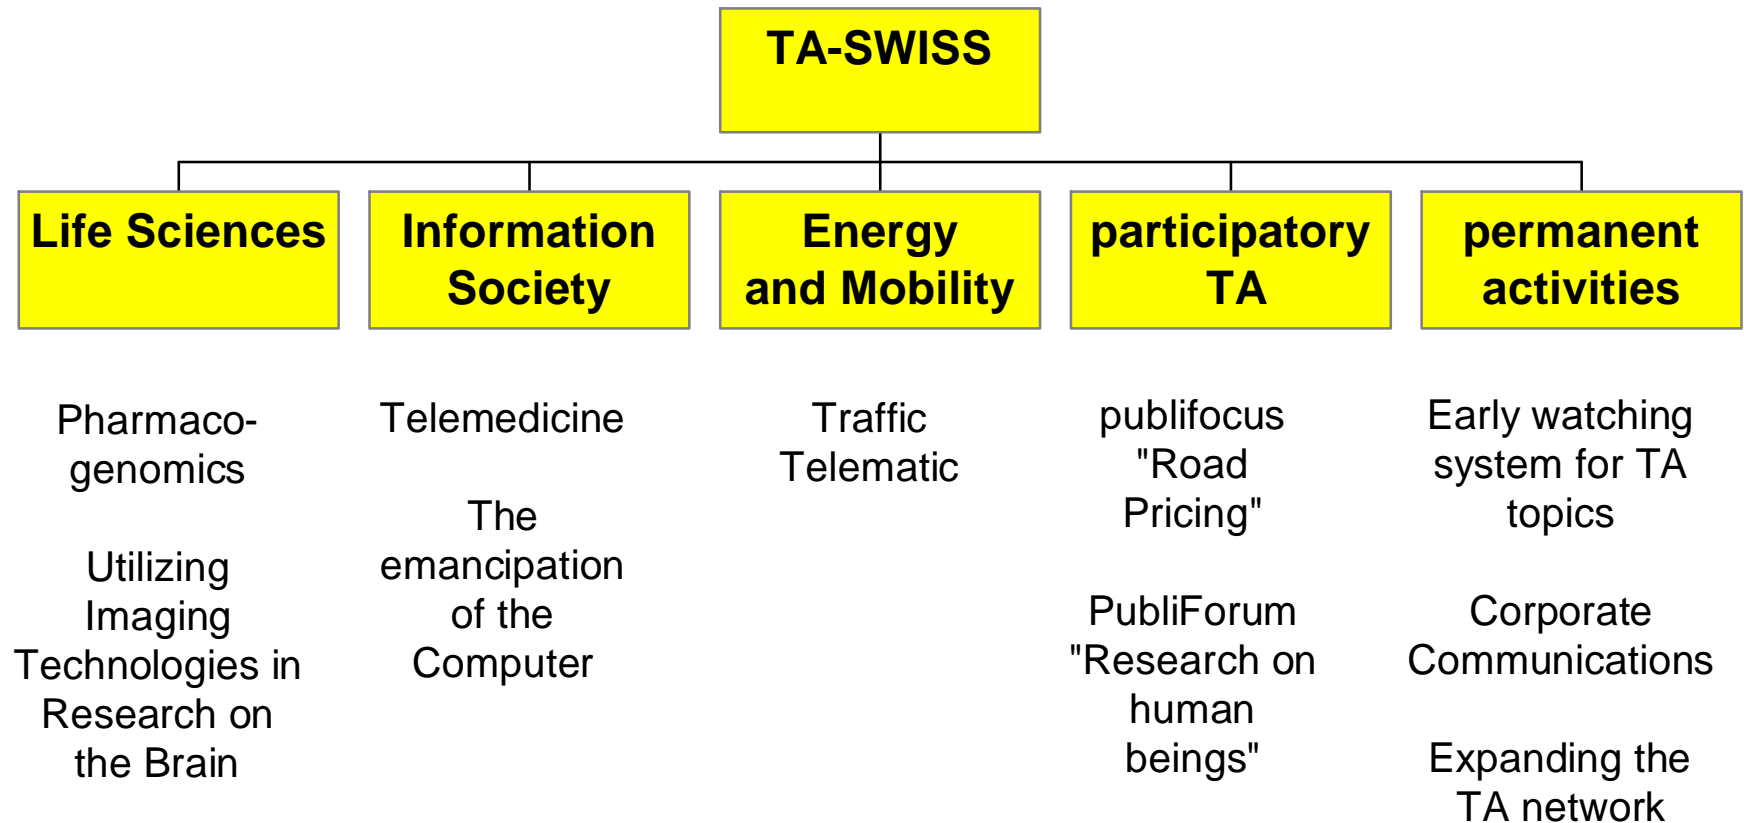 TA-SWISS
Life Sciences
Information
Society
Energy
and Mobility
participatory
TA
permanent
activities
Pharmaco-
genomics
Utilizing
Imaging
Technologies in
Research on
the Brain
Telemedicine
The
emancipation
of the
Computer
Traffic
Telematic
publifocus
"Road
Pricing"
PubliForum
"Research on
human
beings"
Early watching
system for TA
topics
Corporate
Communications
Expanding the
TA network